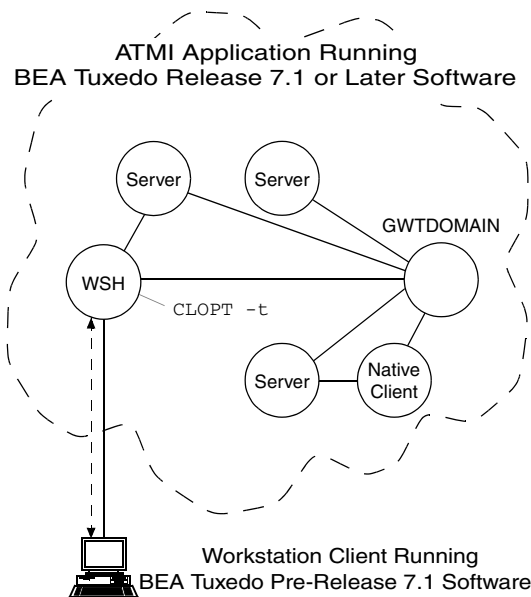 ATMI Application Running
BEA Tuxedo Release 7.1 or Later Software
Server
Server
GWTDOMAIN
WSH
CLOPT -t
Server
Native
Client
Workstation Client Running
BEA Tuxedo Pre-Release 7.1 Software